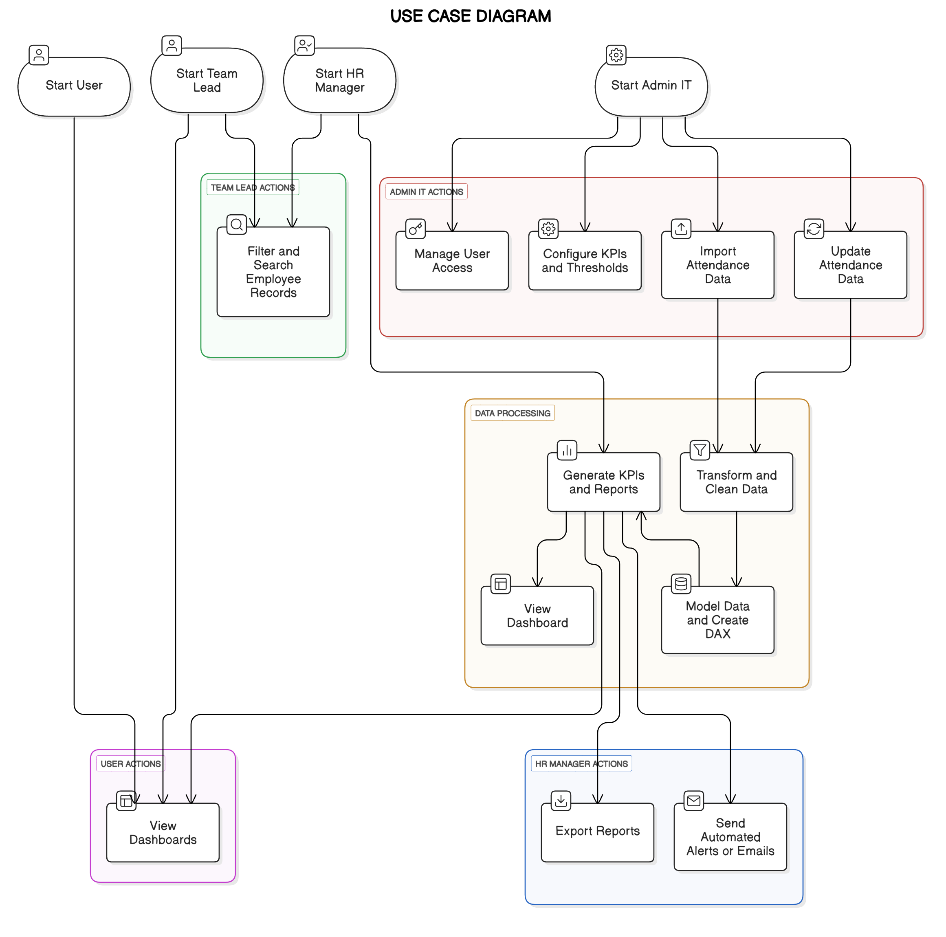 USE CASE DIAGRAM
Start User
Start Team
Lead
Start HR
Manager
Start Admin IT
TEAM LEAD ACTIONS
Filter and
Search
Employee
Records
ADMIN IT ACTIONS
Manage User
Access
Configure KPIs
and Thresholds
Import
Attendance
Data
Update
Attendance
Data
DATA PROCESSING
Generate KPIs
and Reports
Transform and
Clean Data
View
Dashboard
Model Data
and Create
DAX
USER ACTIONS
View
Dashboards
HR MANAGER ACTIONS
Export Reports
Send
Automated
Alerts or Emails